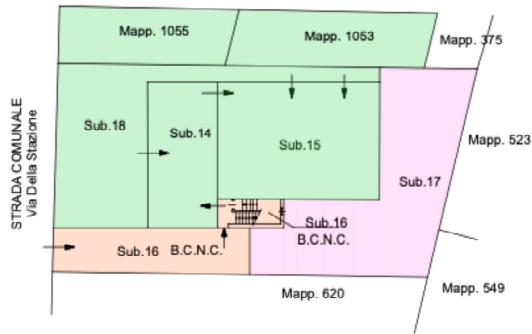 Mapp. 1055
Mapp. 1053
Mapp. 375
STRADA COMUNALE
Via Della Stazione
Sub.18
Sub.14
Sub.15
Mapp. 523
Sub.17
Sub.16
B.C.N.C.
Sub.16
B.C.N.C.
Mapp. 620
Mapp. 549